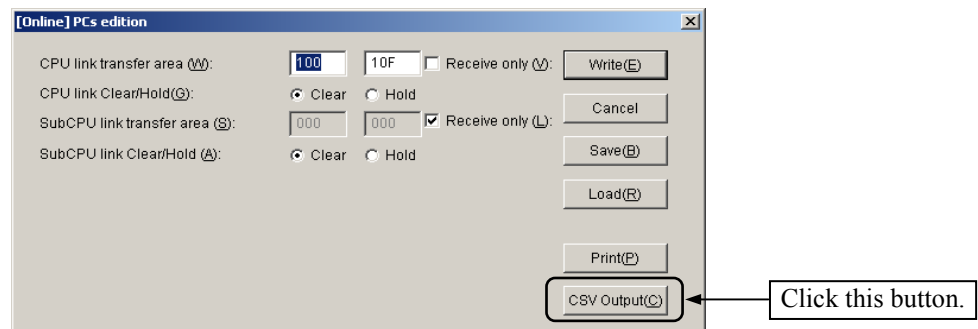 [Online] PCs edition
CPU link transfer area (W): 100 10F Receive only (V): Write(E)
CPU link Clear/Hold(G): Clear Hold
Cancel
SubCPU link transfer area (S): 000 000 Receive only (L):
SubCPU link Clear/Hold (A): Clear Hold
Save(B)
Load(R)
Print(P)
CSV Output(C) Click this button.